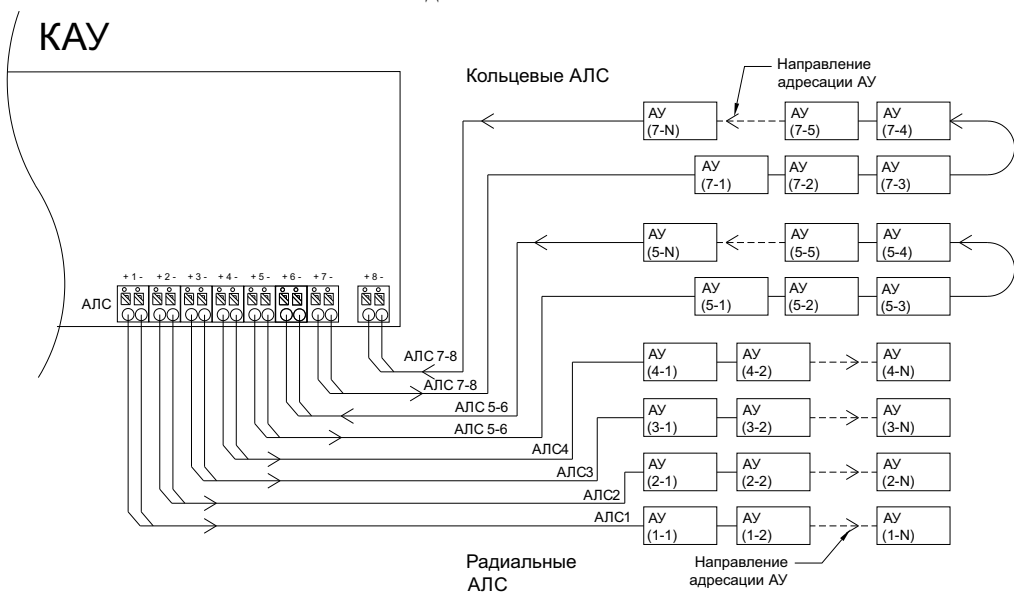 КАУ
Кольцевые АЛС
Направление
адресации АУ
АУ
(7-N)
АУ
(7-5)
АУ
(7-4)
АУ
(7-1)
АУ
(7-2)
АУ
(7-3)
АУ
(5-N)
АУ
(5-5)
АУ
(5-4)
АУ
(5-1)
АУ
(5-2)
АУ
(5-3)
+ 1 - + 2 - + 3 - + 4 - + 5 - + 6 - + 7 - + 8 -
АЛС
АЛС 7-8
АЛС 7-8
АЛС 5-6
АЛС 5-6
АЛС4
АУ
(4-1)
АУ
(4-2)
АУ
(4-N)
АЛС3
АУ
(3-1)
АУ
(3-2)
АУ
(3-N)
АЛС2
АУ
(2-1)
АУ
(2-2)
АУ
(2-N)
АЛС1
АУ
(1-1)
АУ
(1-2)
АУ
(1-N)
Радиальные
АЛС
Направление
адресации АУ